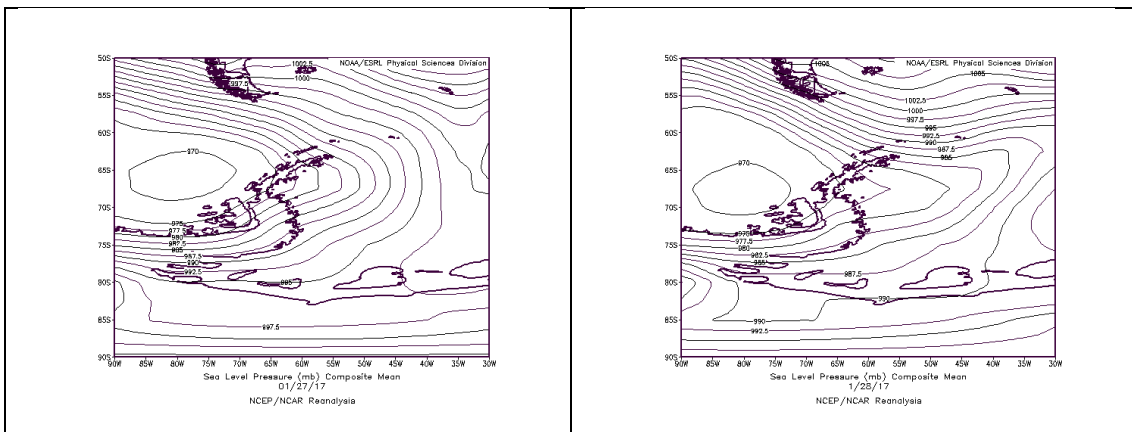 NOAA/ESRL Physical Sciences Division
50S
55S
60S
65S
70S
75S
80S
85S
90S
1002.5
1000
997.5
970
975
977.5
980
982.5
985
987.5
990
992.5
995
997.5
90W 85W 80W 75W 70W 65W 60W 55W 50W 45W 40W 35W 30W
Sea Level Pressure (mb) Composite Mean
01/27/17
NCEP/NCAR Reanalysis
NOAA/ESRL Physical Sciences Division
50S
55S
60S
65S
70S
75S
80S
85S
90S
1005
1005
1002.5
1000
997.5
995
992.5
990
987.5
985
970
975
977.5
980
982.5
985
987.5
990
990
992.5
90W 85W 80W 75W 70W 65W 60W 55W 50W 45W 40W 35W 30W
Sea Level Pressure (mb) Composite Mean
1/28/17
NCEP/NCAR Reanalysis